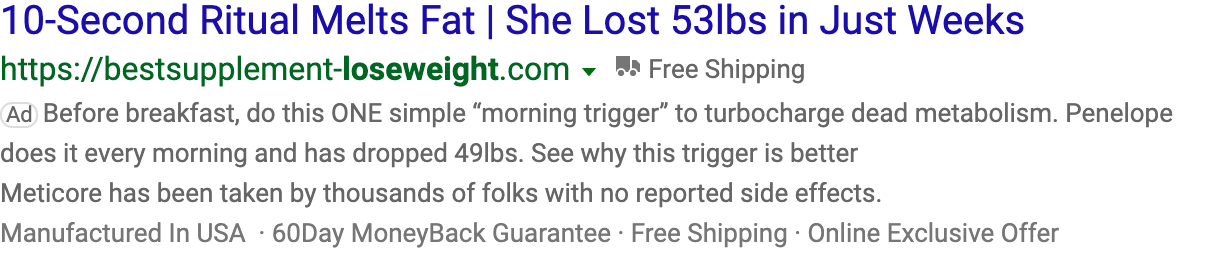 10-Second Ritual Melts Fat | She Lost 53lbs in Just Weeks
https://bestsupplement-loseweight.com Free Shipping
Ad Before breakfast, do this ONE simple “morning trigger” to turbocharge dead metabolism. Penelope
does it every morning and has dropped 49lbs. See why this trigger is better
Meticore has been taken by thousands of folks with no reported side effects.
Manufactured In USA · 60Day MoneyBack Guarantee · Free Shipping · Online Exclusive Offer